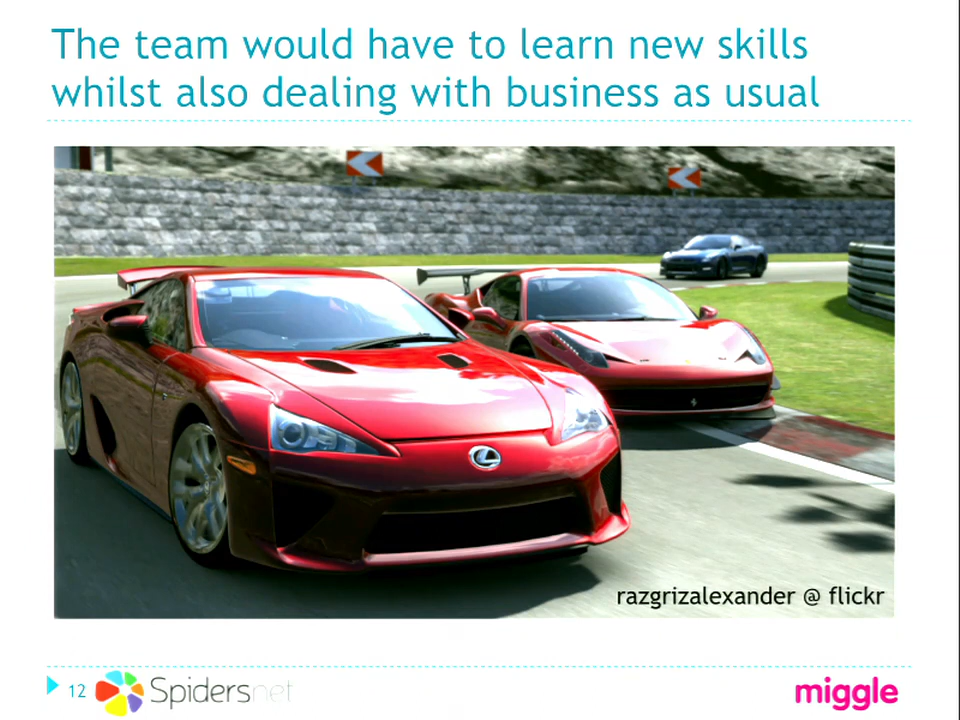 The team would have to learn new skills
whilst also dealing with business as usual
razgrizalexander @ flickr
12
Spidersnet
miggle